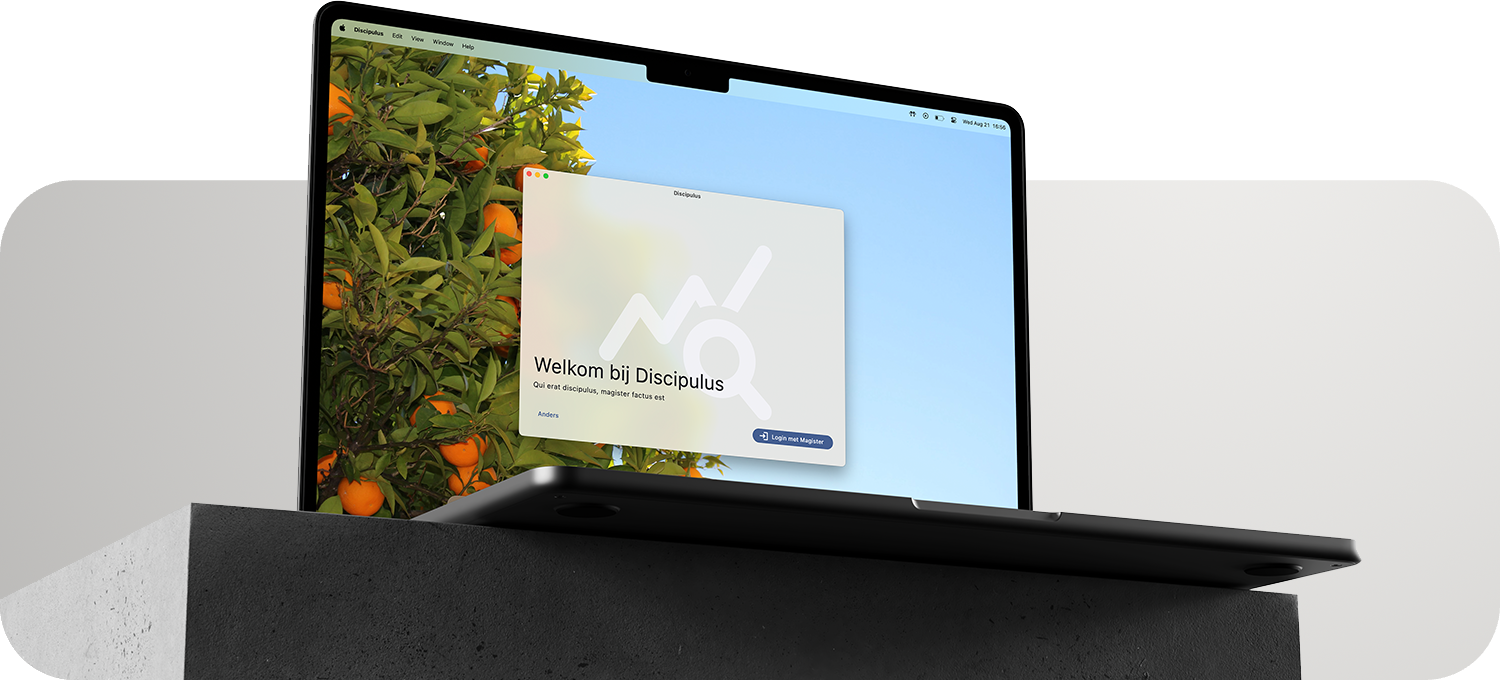 Discipulus Edit View Window Help
Wed Aug 21 16:56
Discipulus
Welkom bij Discipulus
Qui erat discipulus, magister factus est
Anders
Login met Magister